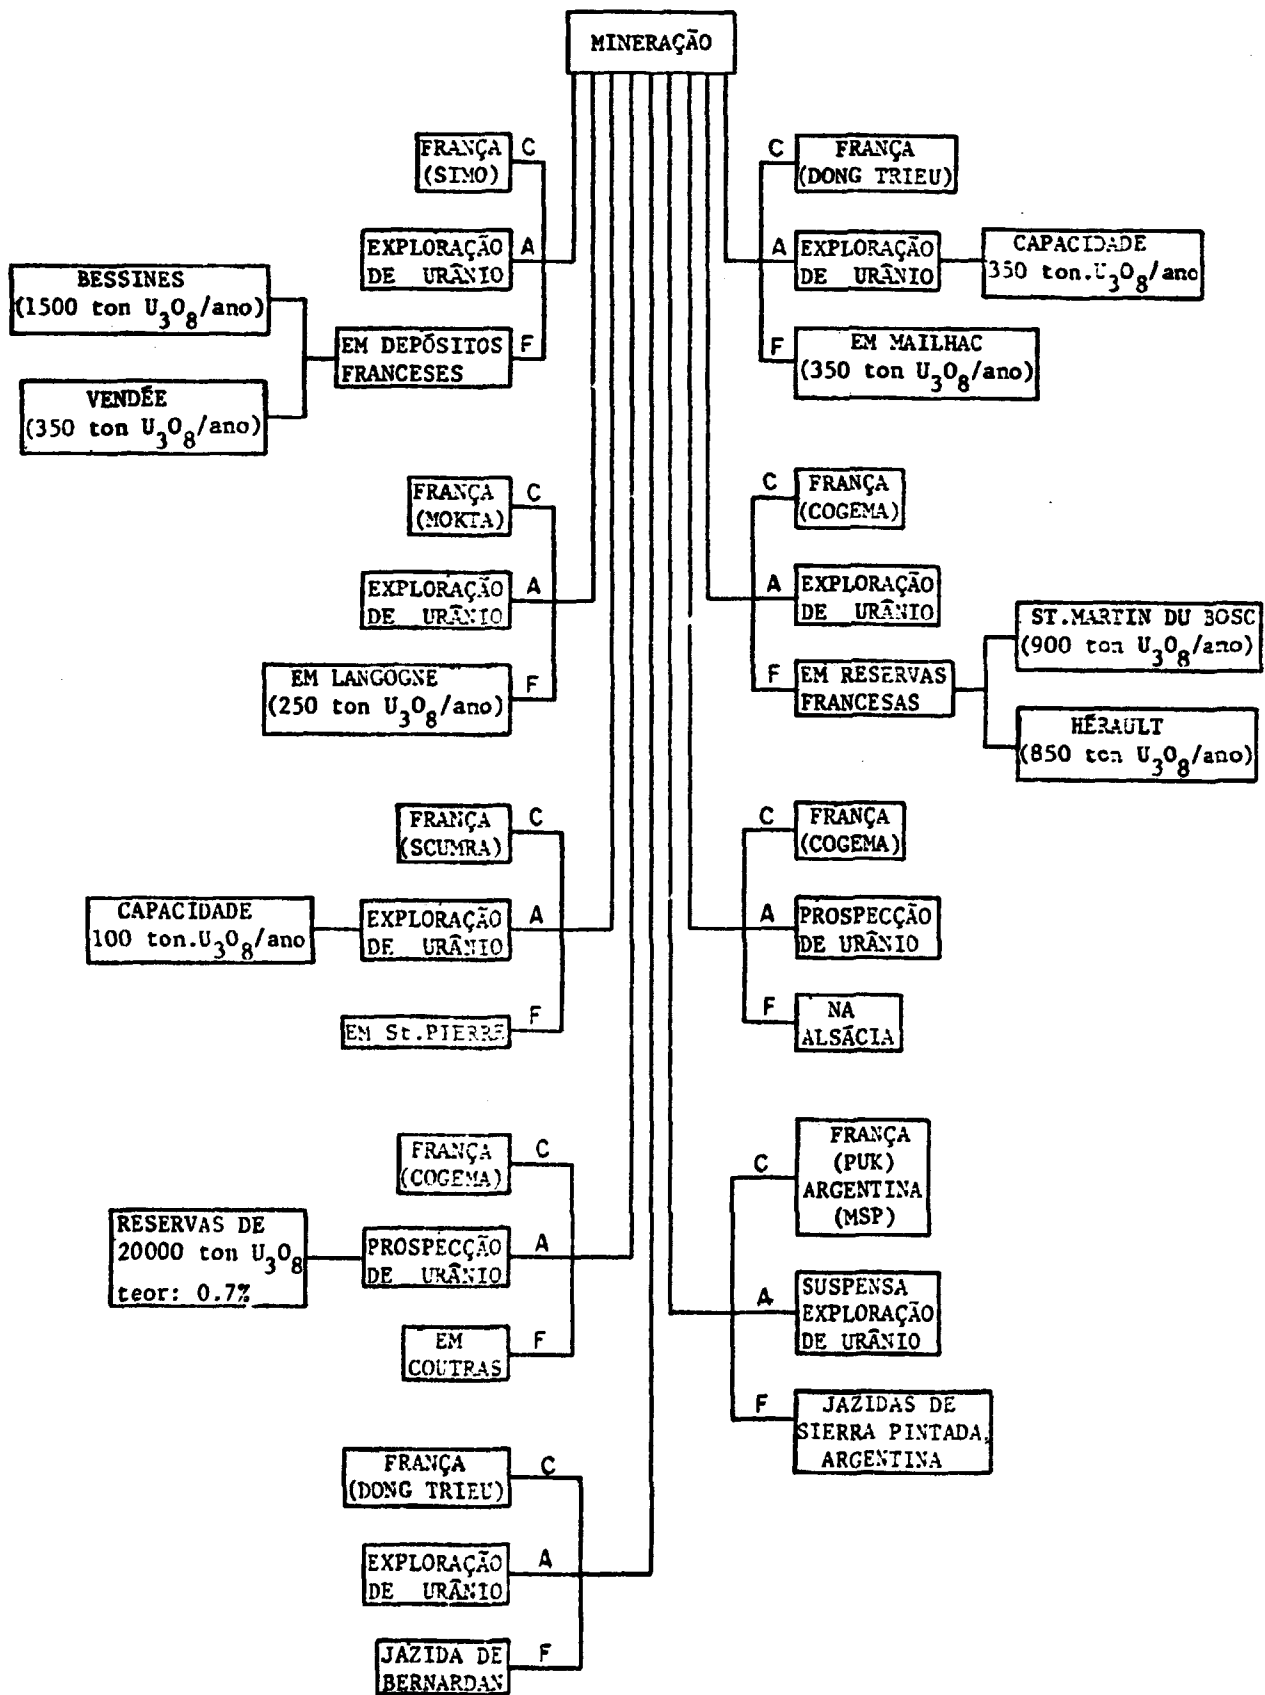 MINERAÇÃO
FRANÇA
(SIMO)
C
EXPLORAÇÃO
DE URÂNIO
A
BESSINES
(1500 ton U3O8/ano)
EM DEPÓSITOS
FRANCESES
F
VENDÉE
(350 ton U3O8/ano)
FRANÇA
(MOKTA)
C
EXPLORAÇÃO
DE URÂNIO
A
EM LANGOGNE
(250 ton U3O8/ano)
F
FRANÇA
(SCUMRA)
C
CAPACIDADE
100 ton.U3O8/ano
EXPLORAÇÃO
DE URÂNIO
A
EM St.PIERRE
F
FRANÇA
(COGEMA)
C
RESERVAS DE
20000 ton U3O8
teor: 0.7%
PROSPECÇÃO
DE URÂNIO
A
EM
COUTRAS
F
FRANÇA
(DONG TRIEU)
C
EXPLORAÇÃO
DE URÂNIO
A
JAZIDA DE
BERNARDAN
F
C
FRANÇA
(DONG TRIEU)
A
EXPLORAÇÃO
DE URÂNIO
CAPACIDADE
350 ton.U3O8/ano
F
EM MAILHAC
(350 ton U3O8/ano)
C
FRANÇA
(COGEMA)
A
EXPLORAÇÃO
DE URÂNIO
F
EM RESERVAS
FRANCESAS
ST.MARTIN DU BOSC
(900 ton U3O8/ano)
HÉRAULT
(850 ton U3O8/ano)
C
FRANÇA
(COGEMA)
A
PROSPECÇÃO
DE URÂNIO
F
NA
ALSÁCIA
C
FRANÇA
(PUK)
ARGENTINA
(MSP)
A
SUSPENSA
EXPLORAÇÃO
DE URÂNIO
F
JAZIDAS DE
SIERRA PINTADA,
ARGENTINA